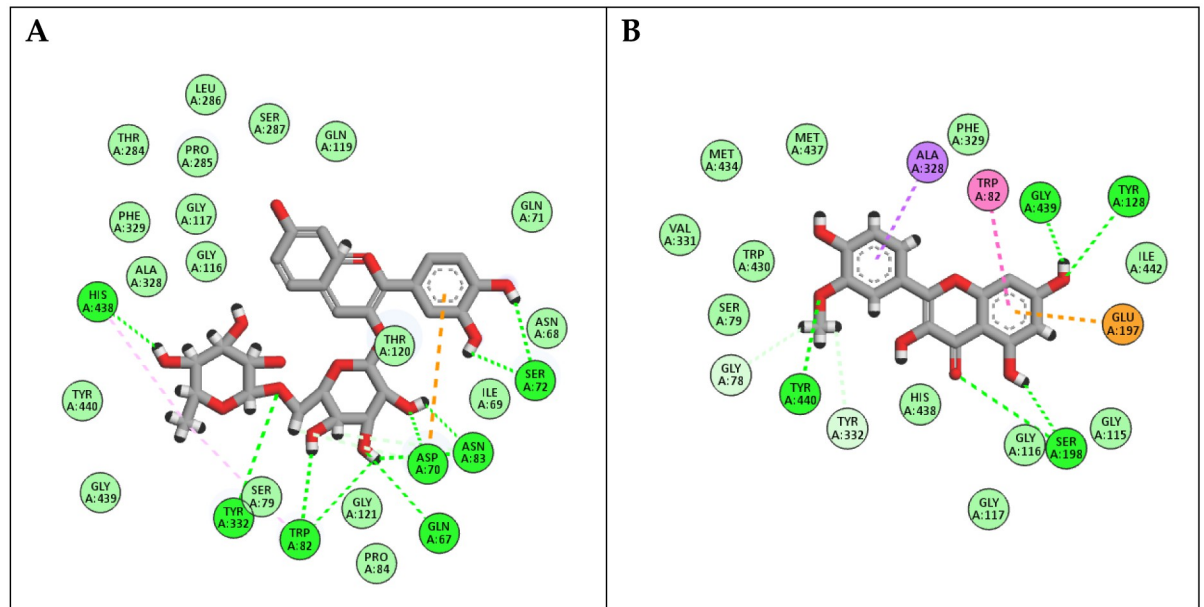 A
LEU
A:286
SER
A:287
GLN
A:119
THR
A:284
PRO
A:285
GLN
A:71
PHE
A:329
GLY
A:117
ALA
A:328
GLY
A:116
HIS
A:438
ASN
A:68
THR
A:120
SER
A:72
TYR
A:440
ILE
A:69
ASP
A:70
ASN
A:83
GLY
A:439
SER
A:79
TYR
A:332
GLY
A:121
TRP
A:82
GLN
A:67
PRO
A:84
B
PHE
A:329
MET
A:437
MET
A:434
ALA
A:328
TRP
A:82
GLY
A:439
TYR
A:128
VAL
A:331
TRP
A:430
ILE
A:442
SER
A:79
GLU
A:197
GLY
A:78
TYR
A:440
HIS
A:438
TYR
A:332
GLY
A:116
SER
A:198
GLY
A:115
GLY
A:117